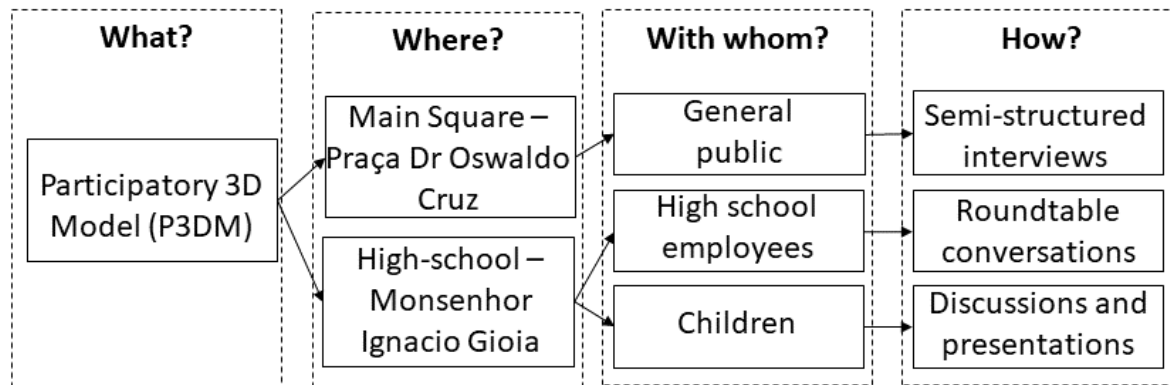 What?
Participatory 3D
Model (P3DM)
Where?
Main Square –
Praça Dr Oswaldo
Cruz
High-school –
Monsenhor
Ignacio Gioia
With whom?
General
public
High school
employees
Children
How?
Semi-structured
interviews
Roundtable
conversations
Discussions and
presentations